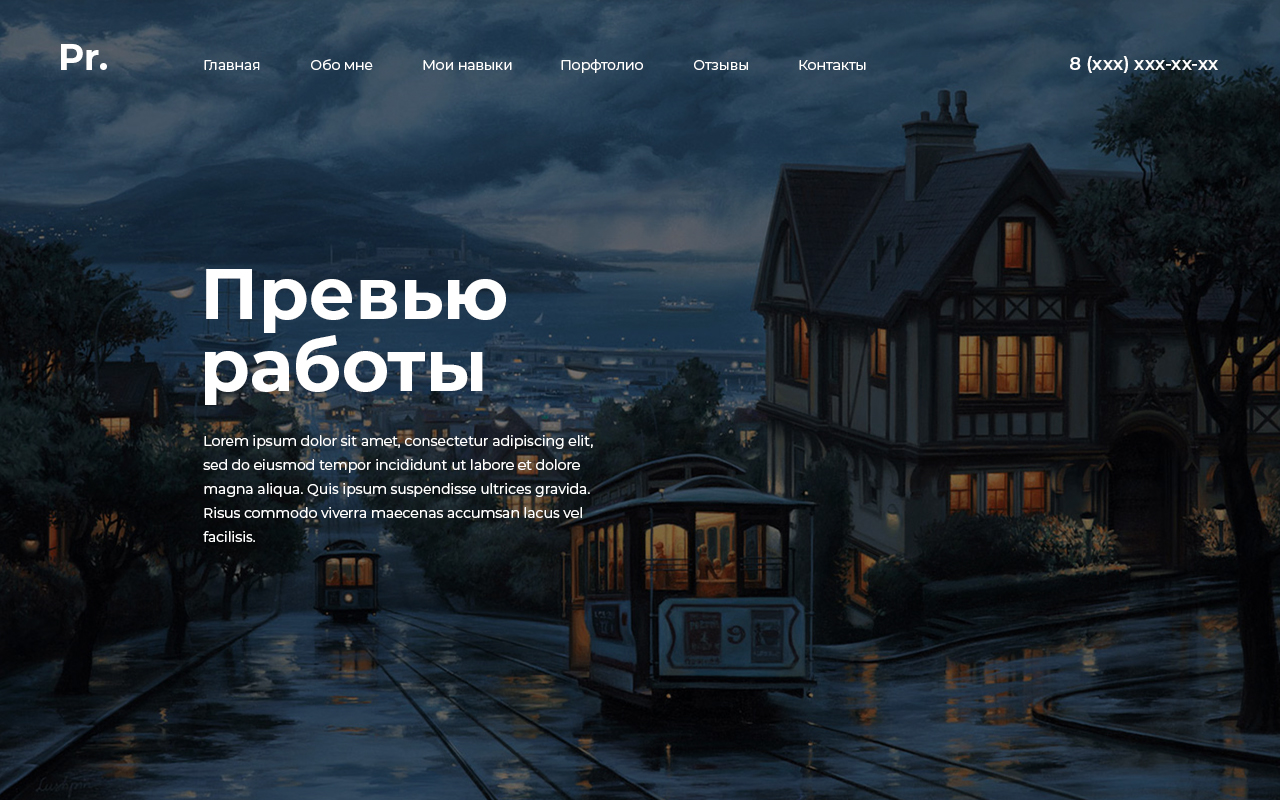 Pr.
Главная
Обо мне
Мои навыки
Порфтолио
Отзывы
Контакты
8 (xxx) xxx-xx-xx
Превью
работы
Lorem ipsum dolor sit amet, consectetur adipiscing elit,
sed do eiusmod tempor incididunt ut labore et dolore
magna aliqua. Quis ipsum suspendisse ultrices gravida.
Risus commodo viverra maecenas accumsan lacus vel
facilisis.
9